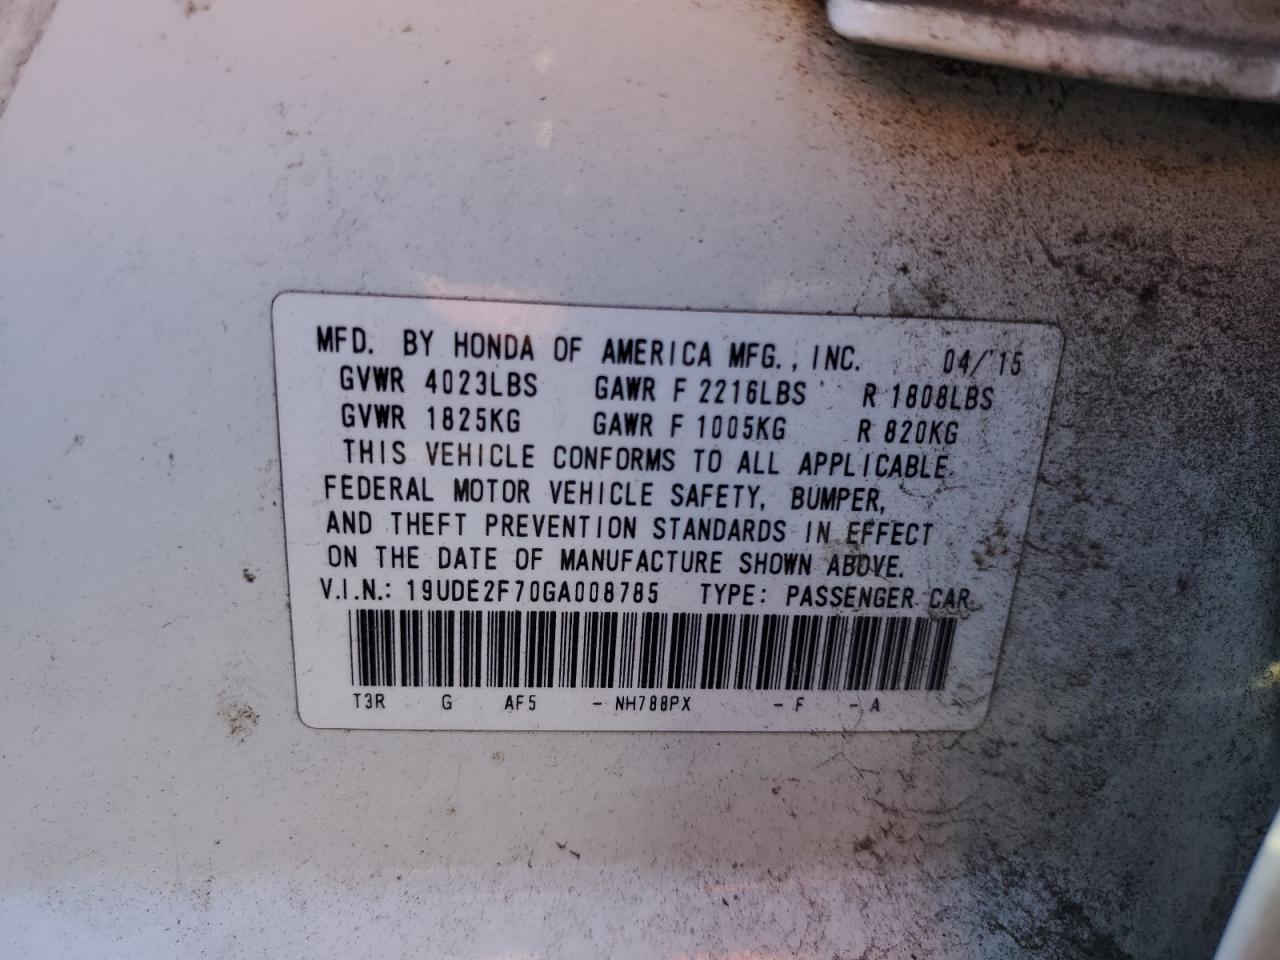 MFD. BY HONDA OF AMERICA MFG., INC. 04/'15
GVWR 4023LBS GAWR F 2216LBS R 1808LBS
GVWR 1825KG GAWR F 1005KG R 820KG
THIS VEHICLE CONFORMS TO ALL APPLICABLE
FEDERAL MOTOR VEHICLE SAFETY, BUMPER,
AND THEFT PREVENTION STANDARDS IN EFFECT
ON THE DATE OF MANUFACTURE SHOWN ABOVE.
V.I.N.: 19UDE2F70GA008785 TYPE: PASSENGER CAR
T3R G AF5 - NH788PX - F - A